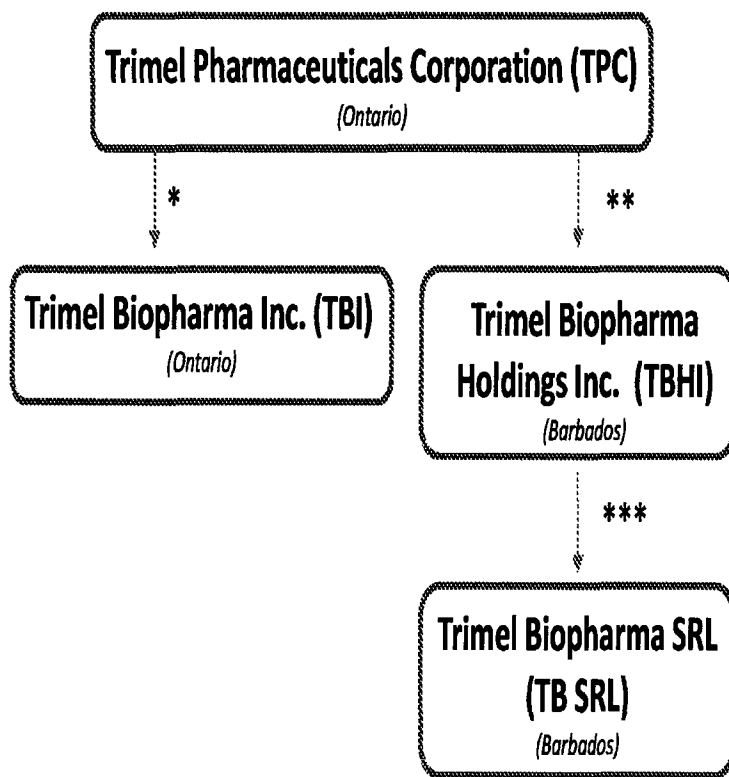 Trimel Pharmaceuticals Corporation (TPC)
(Ontario)
*
**
Trimel Biopharma Inc. (TBI)
(Ontario)
Trimel Biopharma
Holdings Inc. (TBHI)
(Barbados)
***
Trimel Biopharma SRL
(TB SRL)
(Barbados)